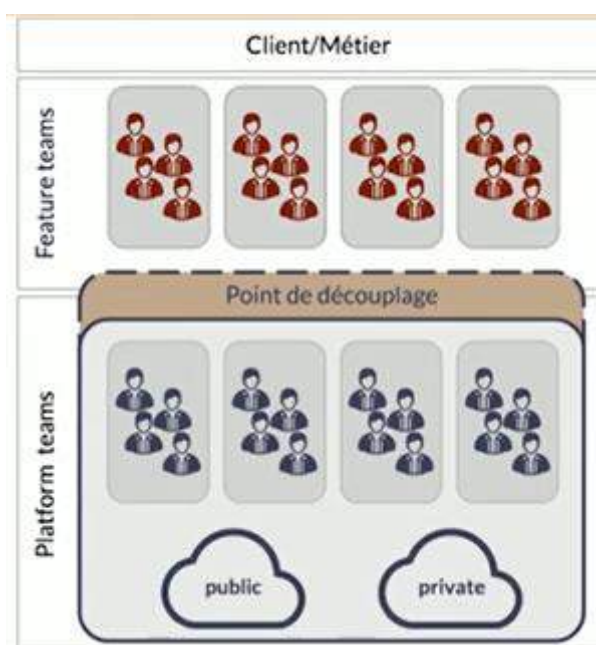 Client/Métier
Feature teams
Point de découplage
Platform teams
public
private